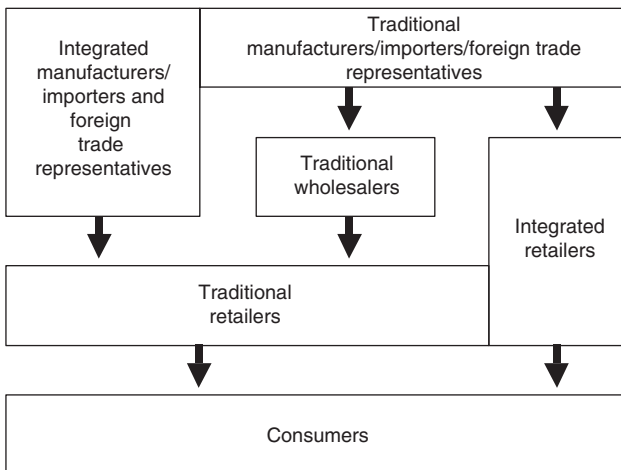 Integrated
manufacturers/
importers and
foreign
trade
representatives
Traditional
manufacturers/importers/foreign trade
representatives
Traditional
wholesalers
Integrated
retailers
Traditional
retailers
Consumers